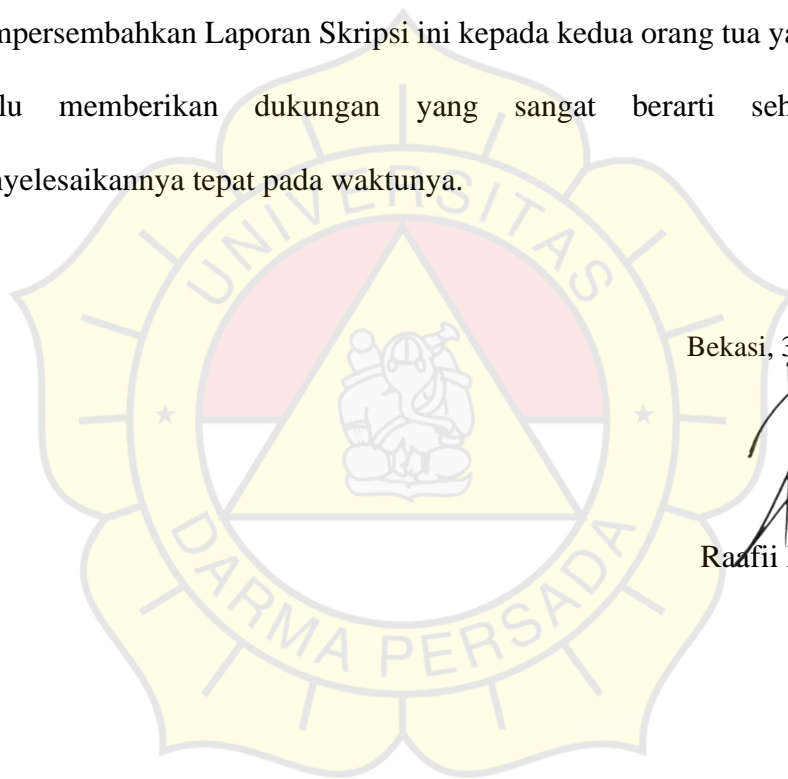 mpersembahkan Laporan Skripsi ini kepada kedua orang tua ya
lu memberikan dukungan yang sangat berarti seh
nyelesaikannya tepat pada waktunya.
UNIVERSITAS
Bekasi, 3
Raafii
DARMA PERSADA